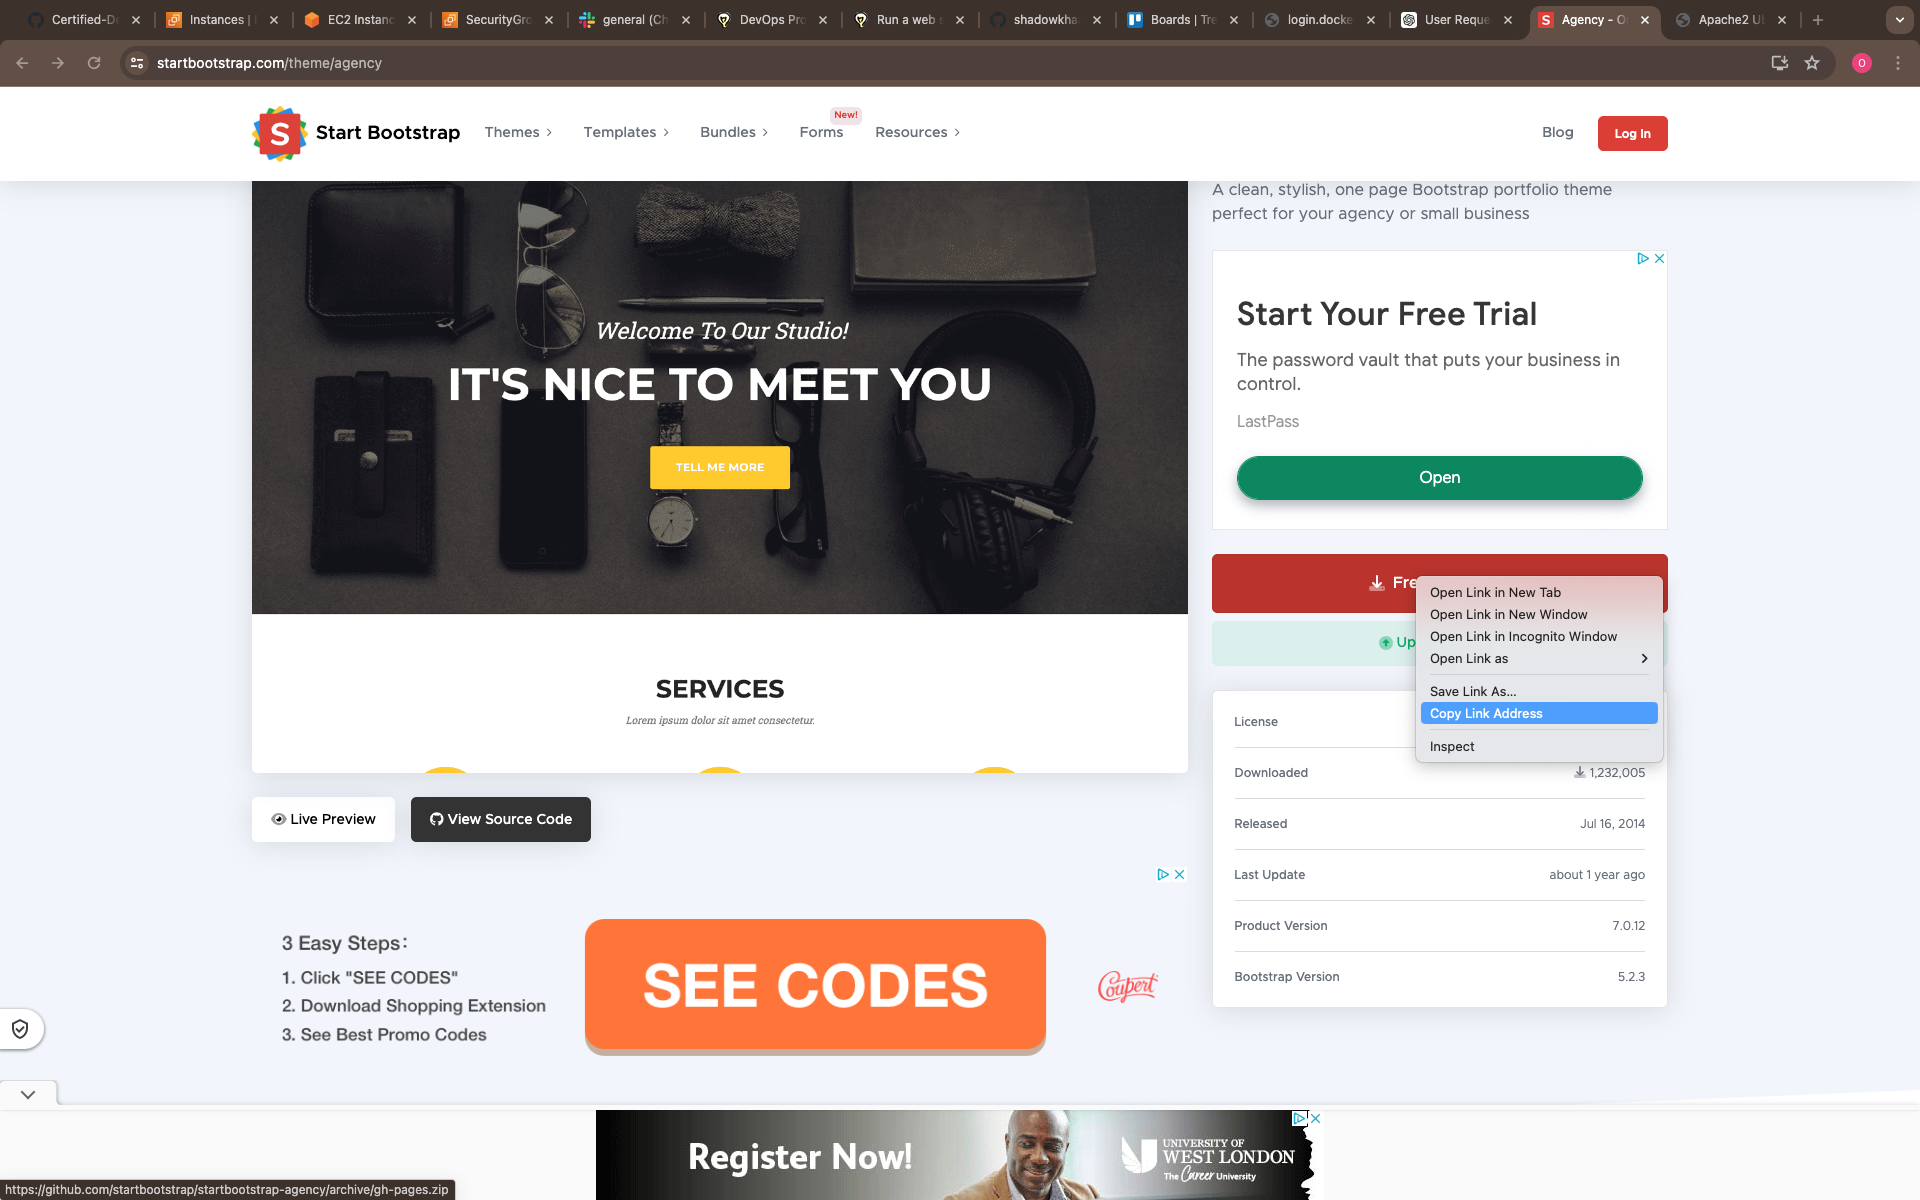 Certified-De
Instances | E
EC2 Instanc
SecurityGro
general (Ch
DevOps Pro
Run a web s
shadowkha
Boards | Tre
login.docke
User Reque
Agency - O
Apache2 U
startbootstrap.com/theme/agency
O
S
Start Bootstrap
Themes
Templates
Bundles
Forms
New!
Resources
Blog
Log In
A clean, stylish, one page Bootstrap portfolio theme
perfect for your agency or small business
Welcome To Our Studio!
IT'S NICE TO MEET YOU
TELL ME MORE
SERVICES
Lorem ipsum dolor sit amet consectetur.
Start Your Free Trial
The password vault that puts your business in
control.
LastPass
Open
Fre
Up
Open Link in New Tab
Open Link in New Window
Open Link in Incognito Window
Open Link as
Save Link As...
Copy Link Address
Inspect
License
Downloaded 1,232,005
Released Jul 16, 2014
Last Update about 1 year ago
Product Version 7.0.12
Bootstrap Version 5.2.3
Live Preview
View Source Code
3 Easy Steps:
1. Click "SEE CODES"
2. Download Shopping Extension
3. See Best Promo Codes
SEE CODES
Coupert
Register Now!
UNIVERSITY OF
WEST LONDON
The Career University
https://github.com/startbootstrap/startbootstrap-agency/archive/gh-pages.zip